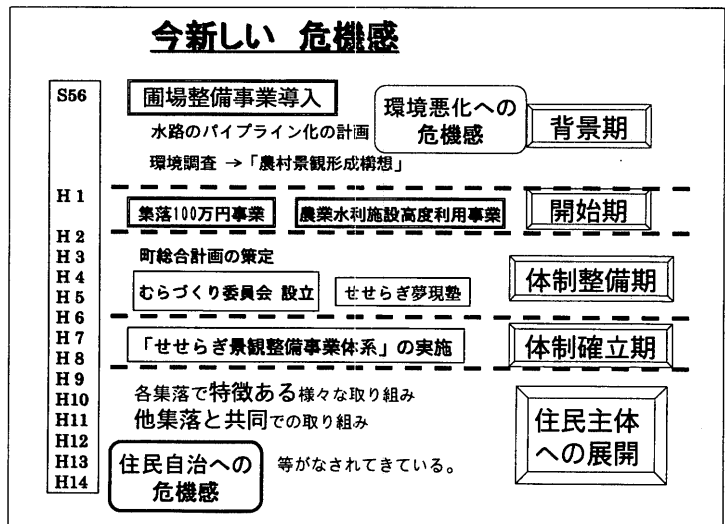 今新しい 危機感
S56
圃場整備事業導入
環境悪化への
危機感
背景期
水路のパイプライン化の計画
環境調査 →「農村景観形成構想」
H 1
集落100万円事業
農業水利施設高度利用事業
開始期
H 2
H 3
町総合計画の策定
H 4
H 5
むらづくり委員会 設立
せせらぎ夢現塾
体制整備期
H 6
H 7
H 8
「せせらぎ景観整備事業体系」の実施
体制確立期
H 9
H10
各集落で特徴ある様々な取り組み
H11
他集落と共同での取り組み
住民主体
への展開
H12
H13
H14
住民自治への
危機感
等がなされてきている。